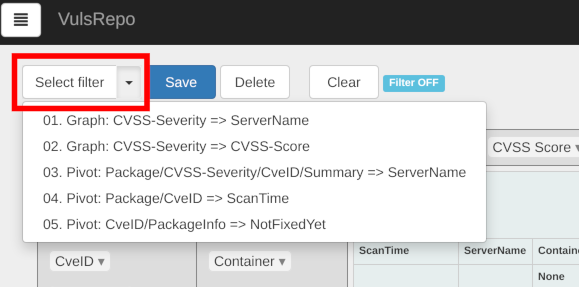 VulsRepo
Select filter
Save
Delete
Clear
Filter OFF
01. Graph: CVSS-Severity => ServerName
02. Graph: CVSS-Severity => CVSS-Score
03. Pivot: Package/CVSS-Severity/CveID/Summary => ServerName
04. Pivot: Package/CveID => ScanTime
05. Pivot: CveID/PackageInfo => NotFixedYet
CVSS Score
CveID
Container
ScanTime
ServerName
None